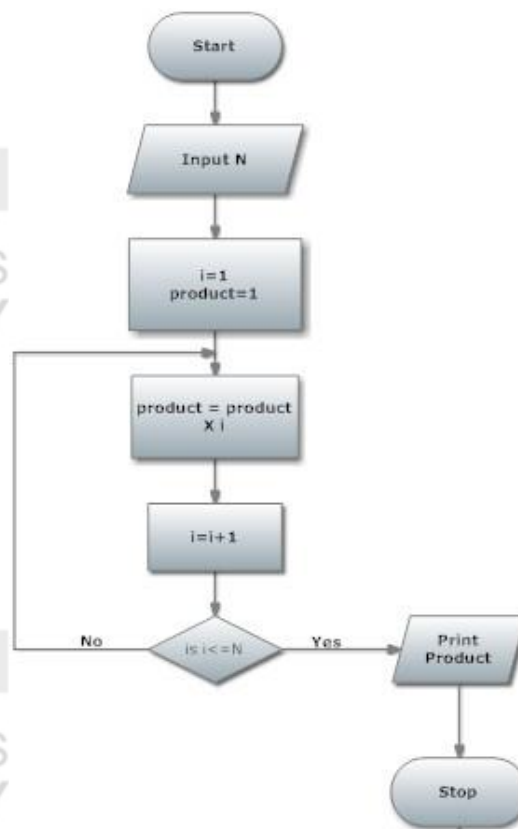 Start
Input N
i=1
product=1
product = product
X i
i=i+1
is i<=N
No
Yes
Print
Product
Stop